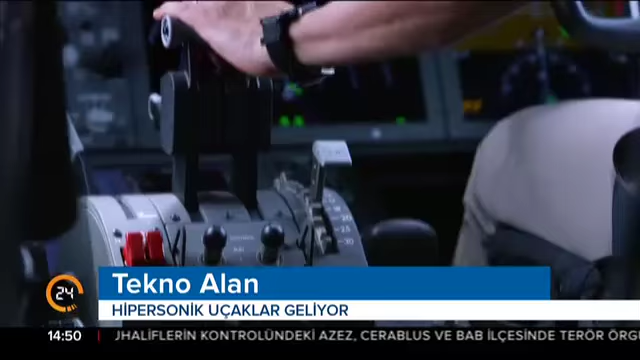 Tekno Alan
24
HİPERSONİK UÇAKLAR GELİYOR
14:50
JHALİFLERİN KONTROLÜNDEKİ AZEZ, CERABLUS VE BAB İLÇESİNDE TERÖR ÖRG